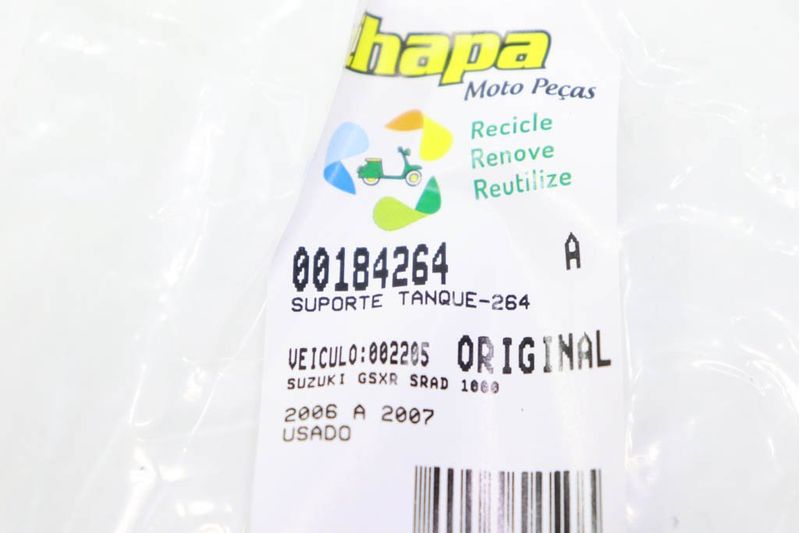 chapa
Moto Peças
Recicle
Renove
Reutilize
00184264 A
SUPORTE TANQUE-264
VEICULO:002205 ORIGINAL
SUZUKI GSXR SRAD 1000
2006 A 2007
USADO